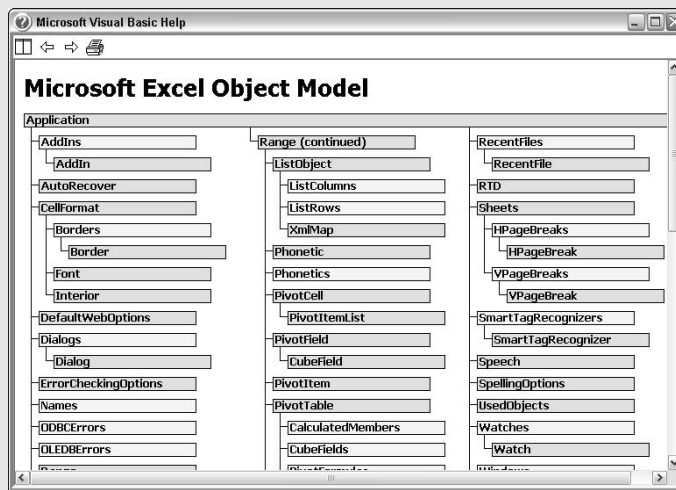 Microsoft Visual Basic Help
Microsoft Excel Object Model
Application
AddIns
AddIn
AutoRecover
CellFormat
Borders
Border
Font
Interior
DefaultWebOptions
Dialogs
Dialog
ErrorCheckingOptions
Names
ODBCErrors
OLEDBErrors
Range (continued)
ListObject
ListColumns
ListRows
XmlMap
Phonetic
Phonetics
PivotCell
PivotItemList
PivotField
CubeField
PivotItem
PivotTable
CalculatedMembers
CubeFields
RecentFiles
RecentFile
RTD
Sheets
HPageBreaks
HPageBreak
VPageBreaks
VPageBreak
SmartTagRecognizers
SmartTagRecognizer
Speech
SpellingOptions
UsedObjects
Watches
Watch